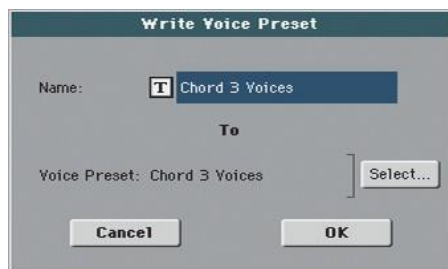 Write Voice Preset
Name: T Chord 3 Voices
To
Voice Preset: Chord 3 Voices Select...
Cancel OK